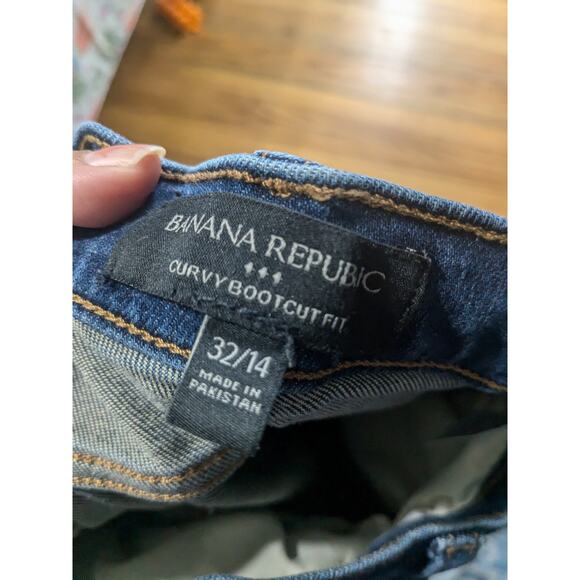 BANANA REPUBLIC
CURVY BOOTCUT FIT
32/14
MADE IN
PAKISTAN